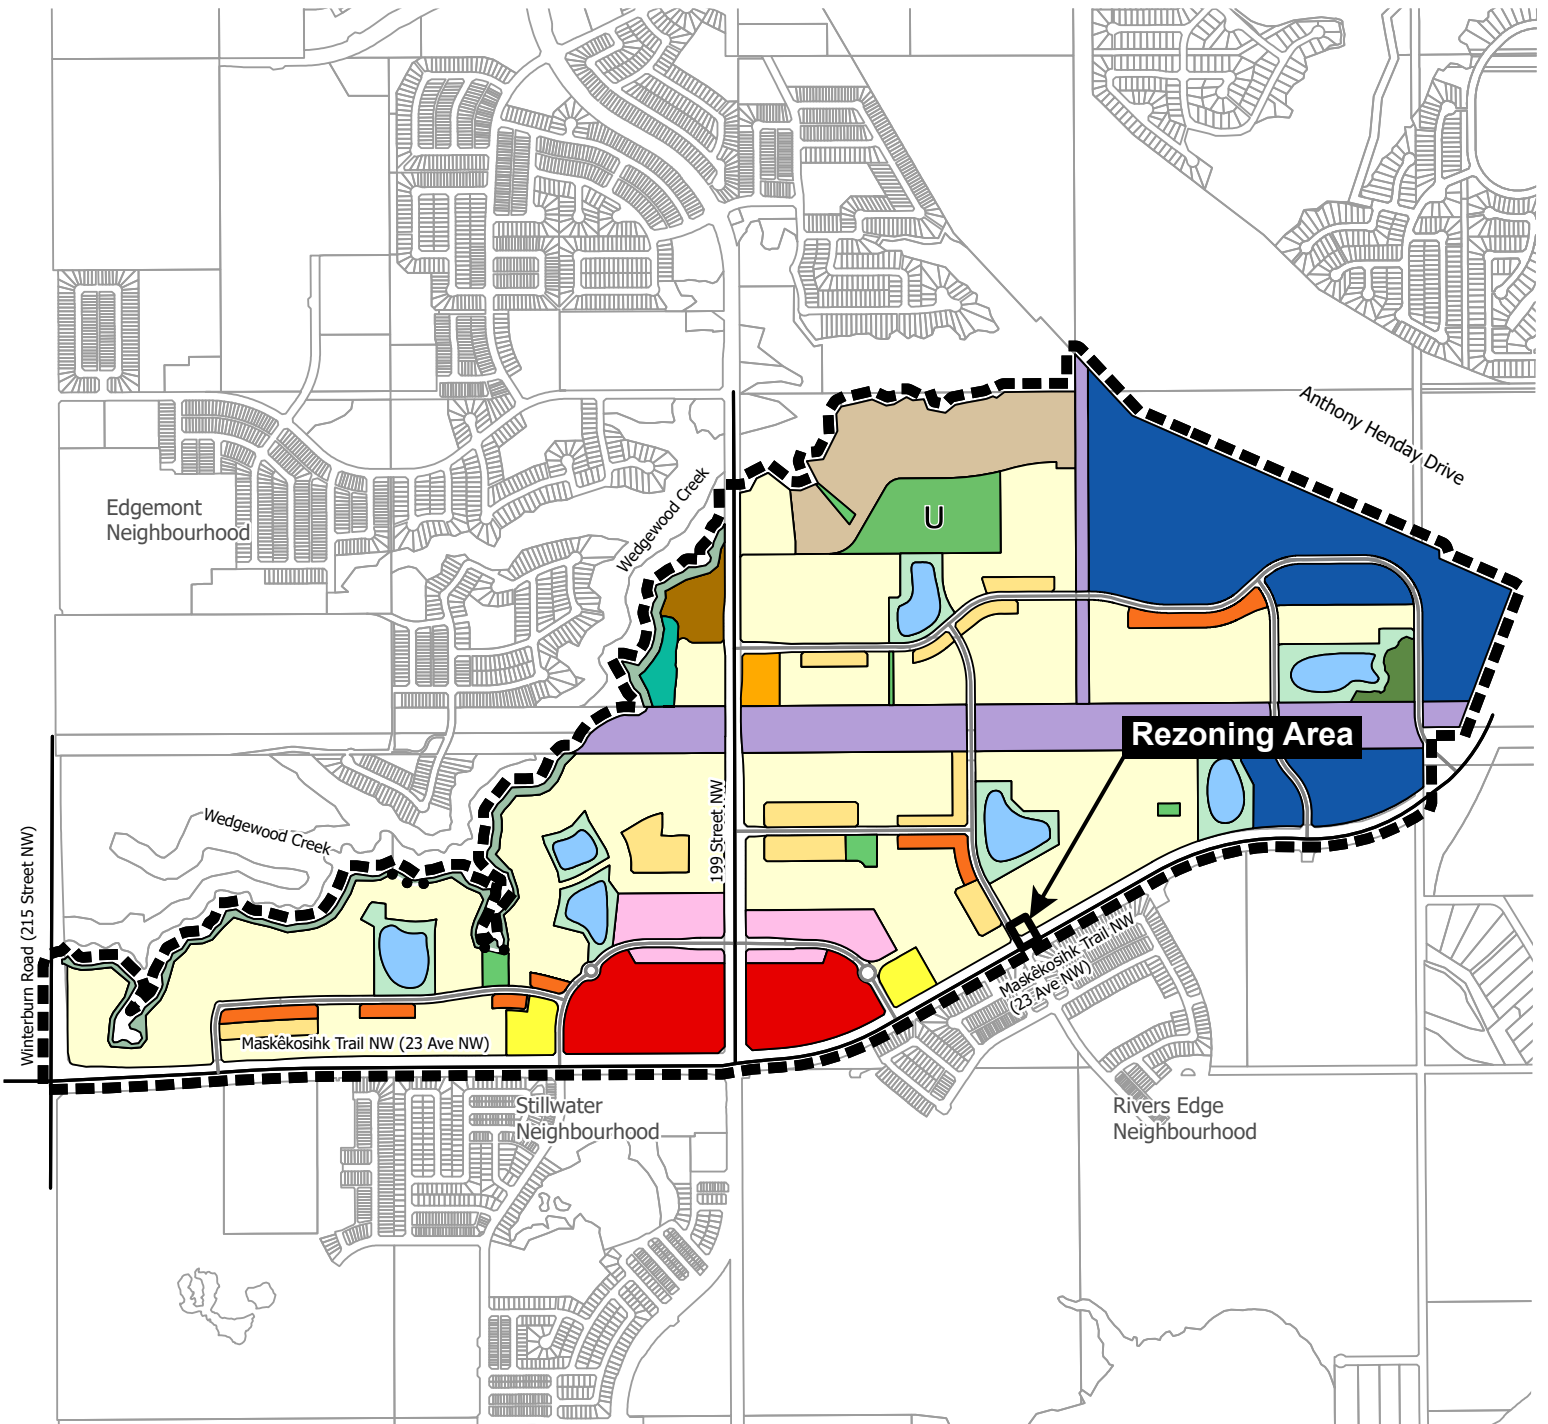 Anthony Henday Drive
Edgemont
Neighbourhood
Wedgewood Creek
U
Rezoning Area
199 Street NW
Wedgewood Creek
Winterburn Road (215 Street NW)
Maskêkosihk Trail NW
(23 Ave NW)
Maskêkosihk Trail NW (23 Ave NW)
Stillwater
Neighbourhood
Rivers Edge
Neighbourhood